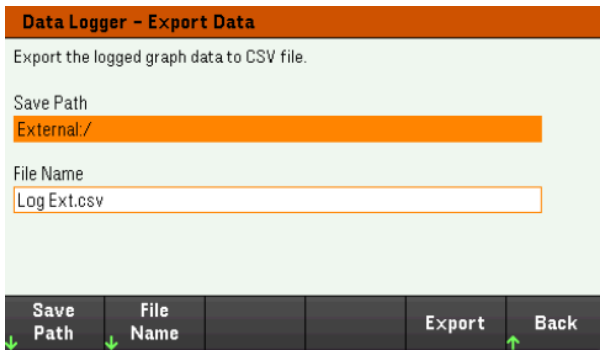 Data Logger - Export Data
Export the logged graph data to CSV file.
Save Path
External:/
File Name
Log Ext.csv
Save Path
File Name
Export
Back